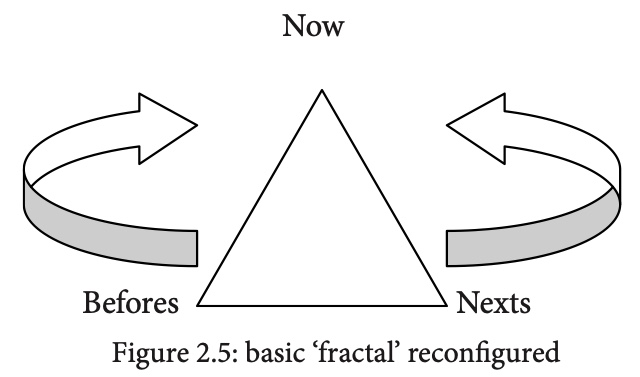 Now
Befores
Nexts
Figure 2.5: basic ‘fractal’ reconfigured